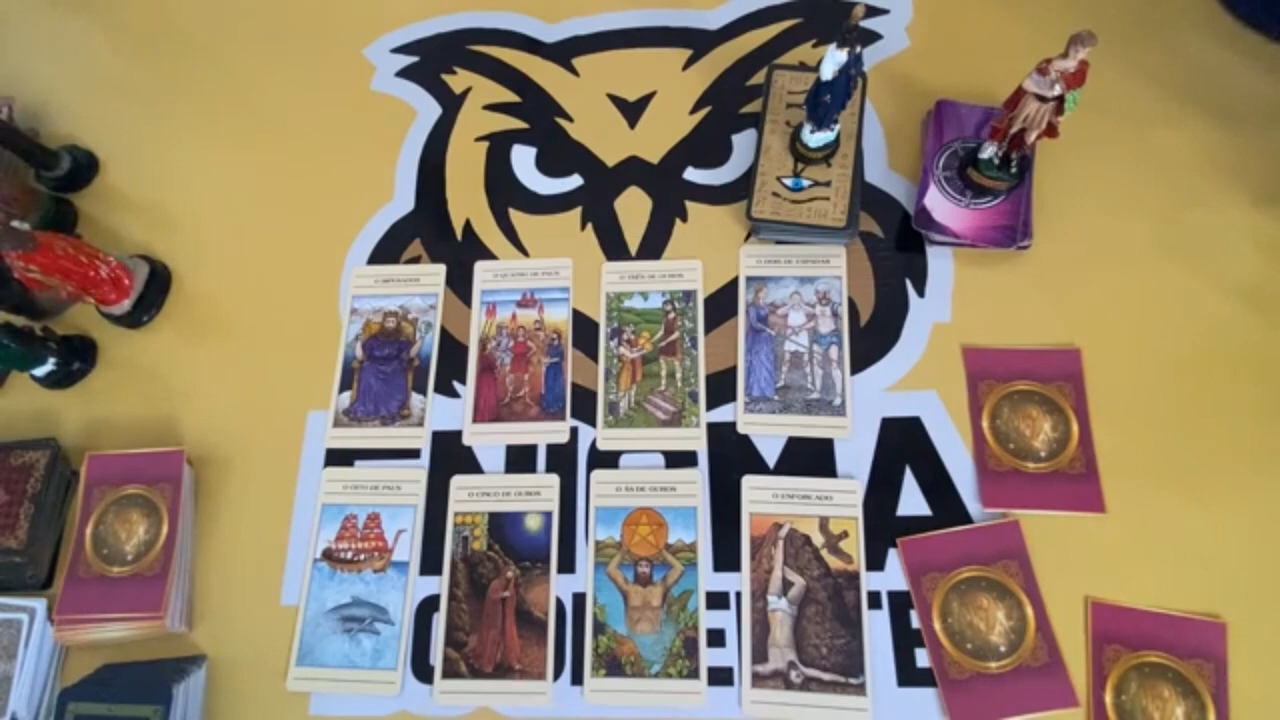 O IMPERADOR
O QUATRO DE PAUS
O TRÊS DE OUROS
O DOIS DE ESPADAS
ENIGMA
O OITO DE PAUS
O CINCO DE OUROS
O ÁS DE OUROS
O ENFORCADO